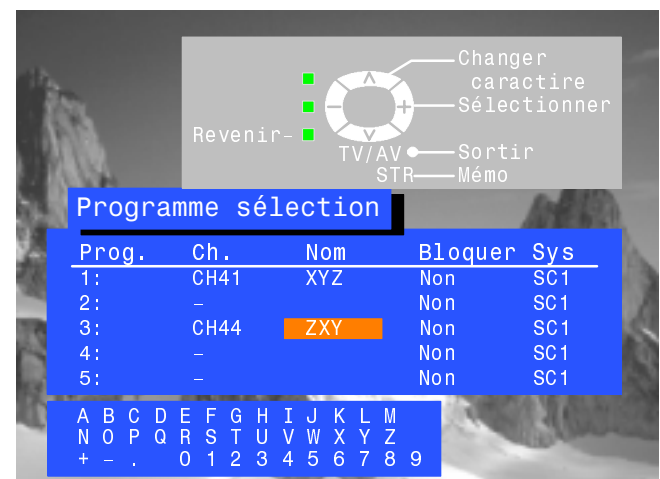 Changer
caractire
Sélectionner
Revenir–
TV/AV Sortir
STR Mémo
Programme sélection
Prog. Ch. Nom Bloquer Sys
1: CH41 XYZ Non SC1
2: – Non SC1
3: CH44 ZXY Non SC1
4: – Non SC1
5: – Non SC1
A B C D E F G H I J K L M
N O P Q R S T U V W X Y Z
+ – . 0 1 2 3 4 5 6 7 8 9